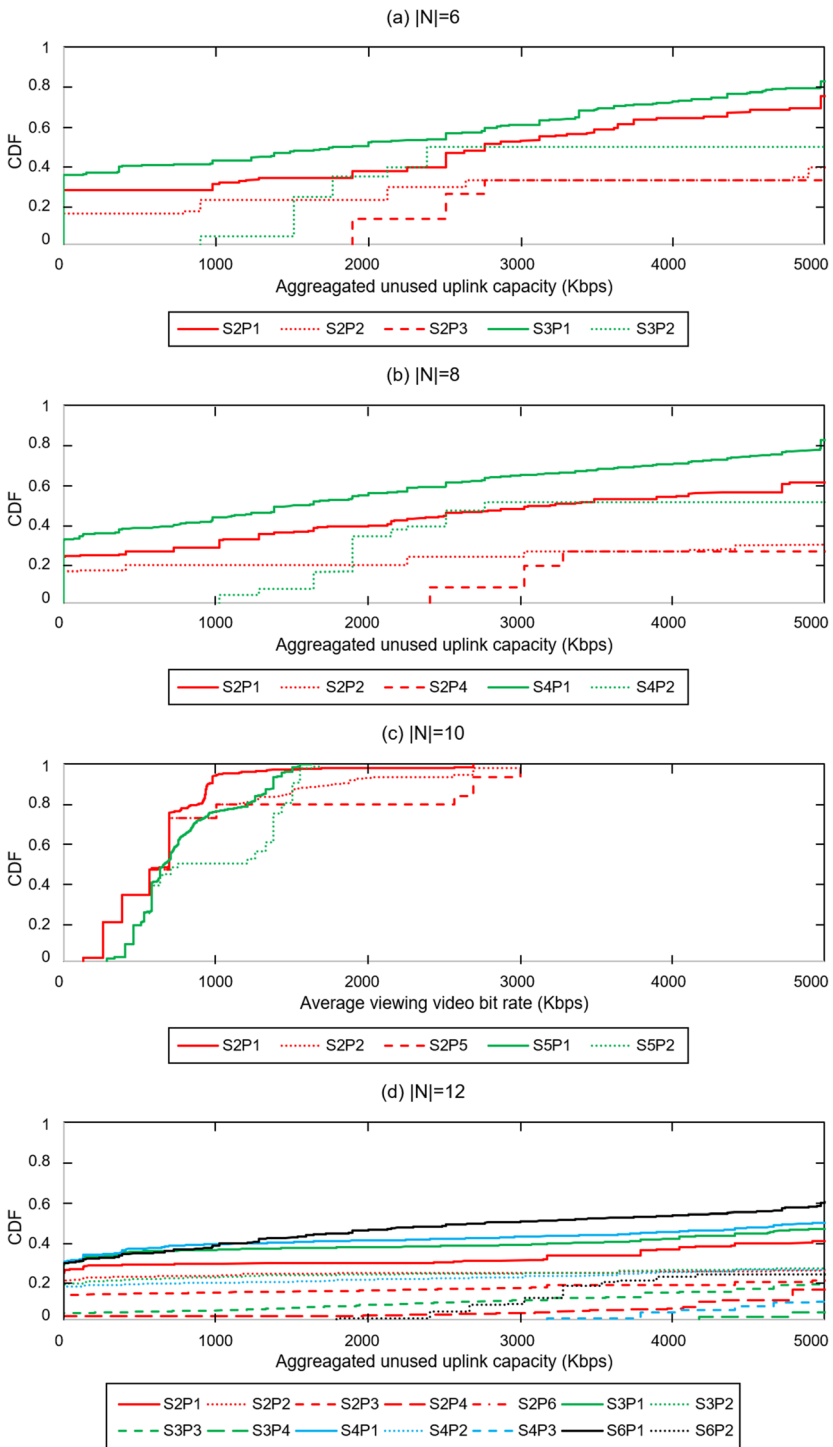 (a) |N|=6
1
0.8
0.6
0.4
0.2
0
CDF
0 1000 2000 3000 4000 5000
Aggreagated unused uplink capacity (Kbps)
S2P1 S2P2 S2P3 S3P1 S3P2
(b) |N|=8
1
0.8
0.6
0.4
0.2
0
CDF
0 1000 2000 3000 4000 5000
Aggreagated unused uplink capacity (Kbps)
S2P1 S2P2 S2P4 S4P1 S4P2
(c) |N|=10
1
0.8
0.6
0.4
0.2
0
CDF
0 1000 2000 3000 4000 5000
Average viewing video bit rate (Kbps)
S2P1 S2P2 S2P5 S5P1 S5P2
(d) |N|=12
1
0.8
0.6
0.4
0.2
0
CDF
0 1000 2000 3000 4000 5000
Aggreagated unused uplink capacity (Kbps)
S2P1 S2P2 S2P3 S2P4 S2P6 S3P1 S3P2
S3P3 S3P4 S4P1 S4P2 S4P3 S6P1 S6P2